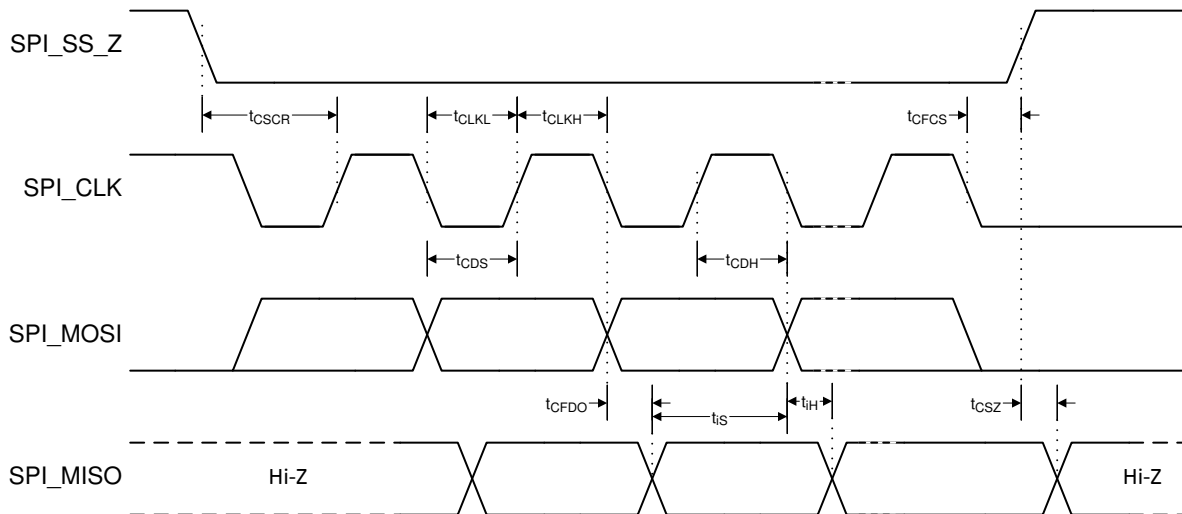 SPI_SS_Z
tCSCR
tCLKL
tCLKH
tCFCS
SPI_CLK
tCDS
tCDH
SPI_MOSI
tCFDO
tiS
tiH
tCSZ
SPI_MISO
Hi-Z
Hi-Z